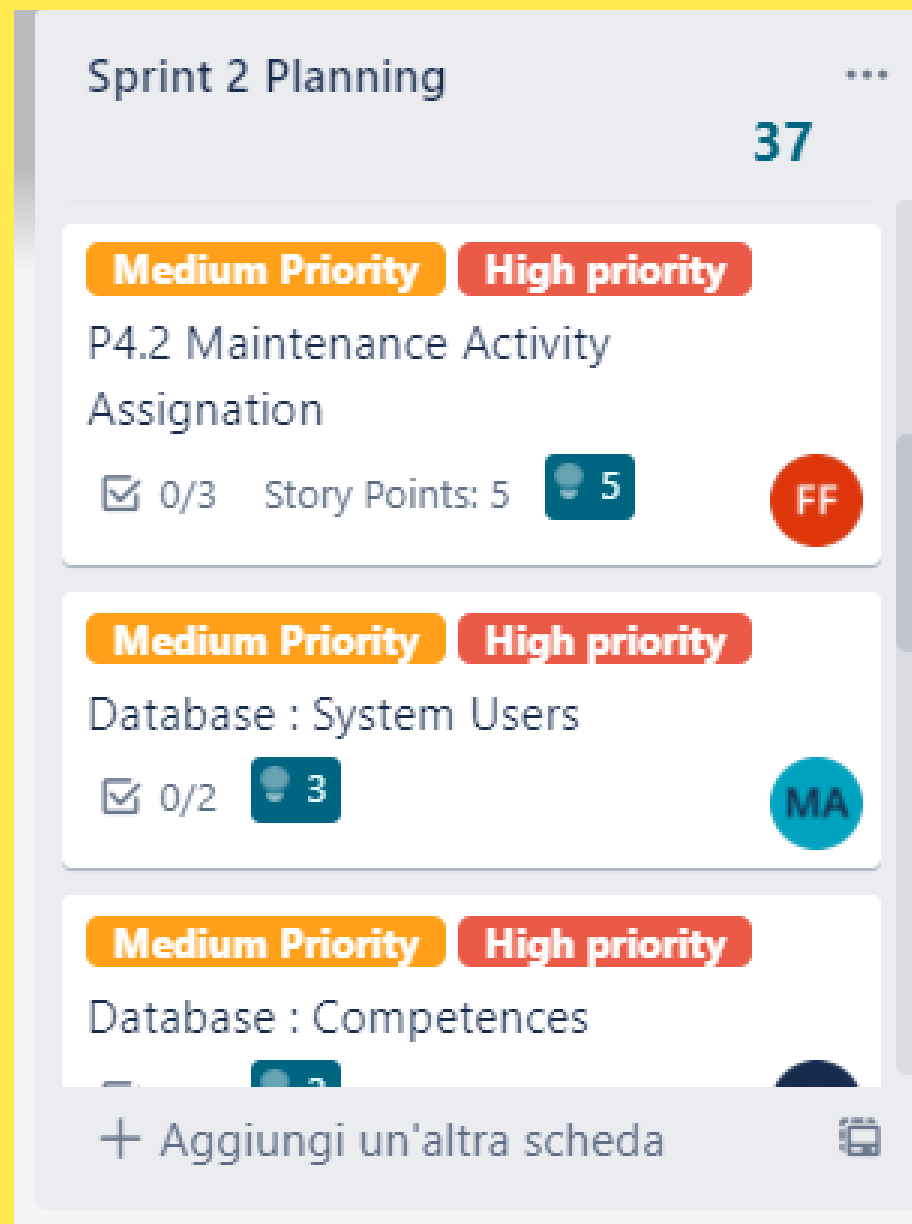 Sprint 2 Planning
37
Medium Priority High priority
P4.2 Maintenance Activity
Assignation
0/3 Story Points: 5 5 FF
Medium Priority High priority
Database : System Users
0/2 3 MA
Medium Priority High priority
Database : Competences
Aggiungi un'altra scheda